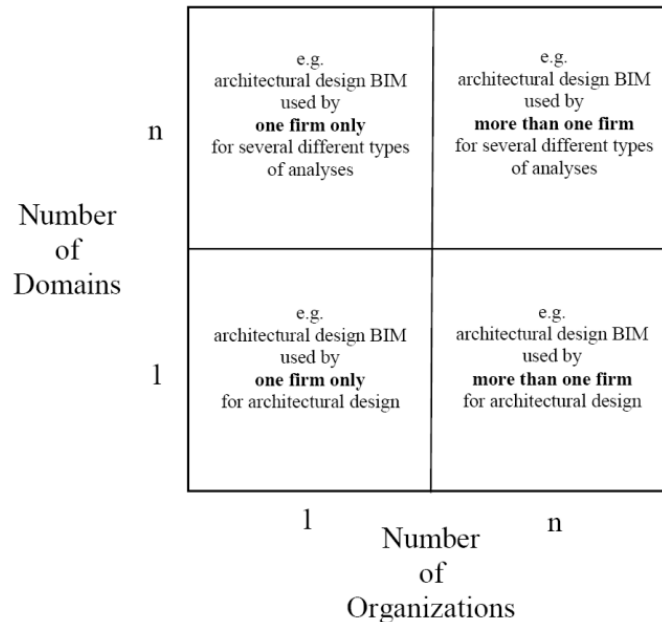 e.g.
architectural design BIM
used by
one firm only
for several different types
of analyses
e.g.
architectural design BIM
used by
more than one firm
for several different types
of analyses
n
Number
of
Domains
e.g.
architectural design BIM
used by
one firm only
for architectural design
e.g.
architectural design BIM
used by
more than one firm
for architectural design
1
1
n
Number
of
Organizations